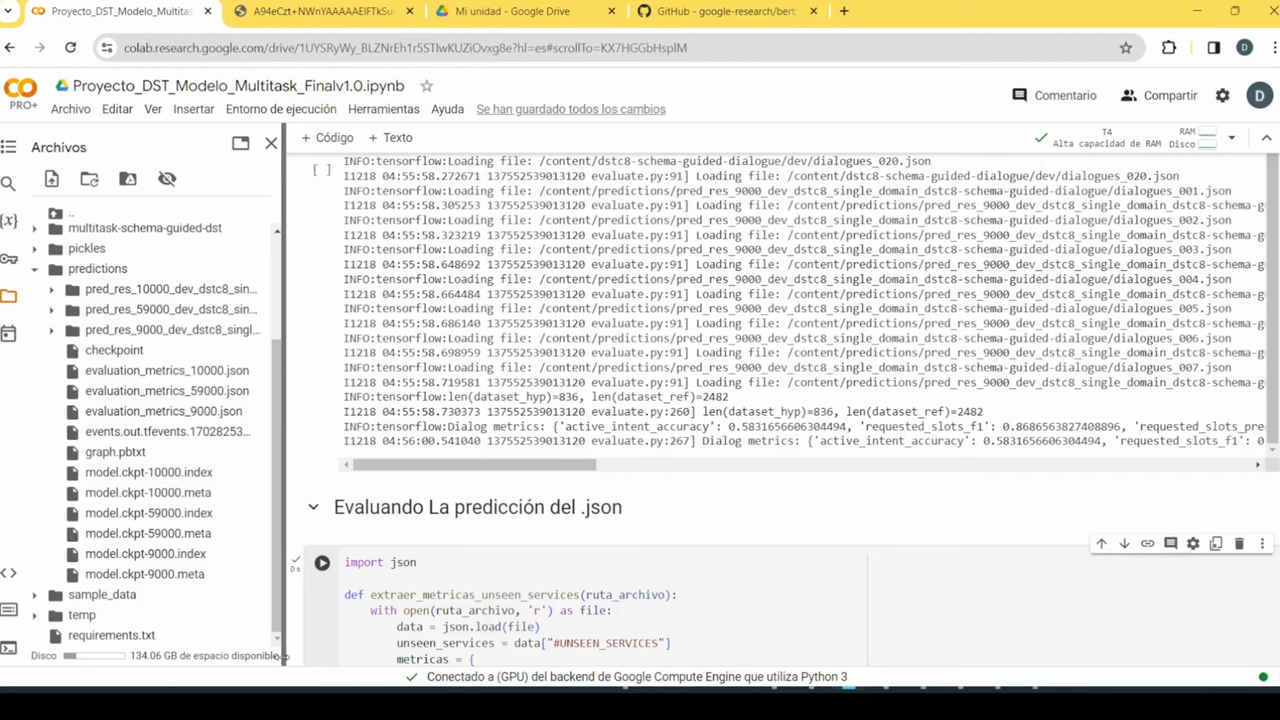 Proyecto_DST_Modelo_Multitas
A94eCzt+NWnYAAAAAElFTkSu
Mi unidad - Google Drive
GitHub - google-research/bert
colab.research.google.com/drive/1UYSRyWy_BLZNrEh1r5STIwKUZiOvxg8e?hl=es#scrollTo=KX7HGGbHsplM
D
PRO+
Proyecto_DST_Modelo_Multitask_Finalv1.0.ipynb
Comentario
Compartir
D
Archivo Editar Ver Insertar Entorno de ejecución Herramientas Ayuda Se han guardado todos los cambios
Archivos
+ Código + Texto
T4
Alta capacidad de RAM
RAM
Disco
..
multitask-schema-guided-dst
pickles
predictions
pred_res_10000_dev_dstc8_sin...
pred_res_59000_dev_dstc8_sin...
pred_res_9000_dev_dstc8_singl...
checkpoint
evaluation_metrics_10000.json
evaluation_metrics_59000.json
evaluation_metrics_9000.json
events.out.tfevents.17028253...
graph.pbtxt
model.ckpt-10000.index
model.ckpt-10000.meta
model.ckpt-59000.index
model.ckpt-59000.meta
model.ckpt-9000.index
model.ckpt-9000.meta
sample_data
temp
requirements.txt
Disco 134.06 GB de espacio disponible
[ ]
INFO:tensorflow:Loading file: /content/dstc8-schema-guided-dialogue/dev/dialogues_020.json
I1218 04:55:58.272671 137552539013120 evaluate.py:91] Loading file: /content/dstc8-schema-guided-dialogue/dev/dialogues_020.json
INFO:tensorflow:Loading file: /content/predictions/pred_res_9000_dev_dstc8_single_domain_dstc8-schema-guided-dialogue/dialogues_001.json
I1218 04:55:58.305253 137552539013120 evaluate.py:91] Loading file: /content/predictions/pred_res_9000_dev_dstc8_single_domain_dstc8-schema-g
INFO:tensorflow:Loading file: /content/predictions/pred_res_9000_dev_dstc8_single_domain_dstc8-schema-guided-dialogue/dialogues_002.json
I1218 04:55:58.323219 137552539013120 evaluate.py:91] Loading file: /content/predictions/pred_res_9000_dev_dstc8_single_domain_dstc8-schema-g
INFO:tensorflow:Loading file: /content/predictions/pred_res_9000_dev_dstc8_single_domain_dstc8-schema-guided-dialogue/dialogues_003.json
I1218 04:55:58.648692 137552539013120 evaluate.py:91] Loading file: /content/predictions/pred_res_9000_dev_dstc8_single_domain_dstc8-schema-g
INFO:tensorflow:Loading file: /content/predictions/pred_res_9000_dev_dstc8_single_domain_dstc8-schema-guided-dialogue/dialogues_004.json
I1218 04:55:58.664484 137552539013120 evaluate.py:91] Loading file: /content/predictions/pred_res_9000_dev_dstc8_single_domain_dstc8-schema-g
INFO:tensorflow:Loading file: /content/predictions/pred_res_9000_dev_dstc8_single_domain_dstc8-schema-guided-dialogue/dialogues_005.json
I1218 04:55:58.686140 137552539013120 evaluate.py:91] Loading file: /content/predictions/pred_res_9000_dev_dstc8_single_domain_dstc8-schema-g
INFO:tensorflow:Loading file: /content/predictions/pred_res_9000_dev_dstc8_single_domain_dstc8-schema-guided-dialogue/dialogues_006.json
I1218 04:55:58.698959 137552539013120 evaluate.py:91] Loading file: /content/predictions/pred_res_9000_dev_dstc8_single_domain_dstc8-schema-g
INFO:tensorflow:Loading file: /content/predictions/pred_res_9000_dev_dstc8_single_domain_dstc8-schema-guided-dialogue/dialogues_007.json
I1218 04:55:58.719581 137552539013120 evaluate.py:91] Loading file: /content/predictions/pred_res_9000_dev_dstc8_single_domain_dstc8-schema-g
INFO:tensorflow:len(dataset_hyp)=836, len(dataset_ref)=2482
I1218 04:55:58.730373 137552539013120 evaluate.py:260] len(dataset_hyp)=836, len(dataset_ref)=2482
INFO:tensorflow:Dialog metrics: {'active_intent_accuracy': 0.5831656606304494, 'requested_slots_f1': 0.8686563827408896, 'requested_slots_pre
I1218 04:56:00.541040 137552539013120 evaluate.py:267] Dialog metrics: {'active_intent_accuracy': 0.5831656606304494, 'requested_slots_f1': 0
Evaluando La predicción del .json
0s
import json
def extraer_metricas_unseen_services(ruta_archivo):
with open(ruta_archivo, 'r') as file:
data = json.load(file)
unseen_services = data["#UNSEEN_SERVICES"]
metricas = {
Conectado a (GPU) del backend de Google Compute Engine que utiliza Python 3